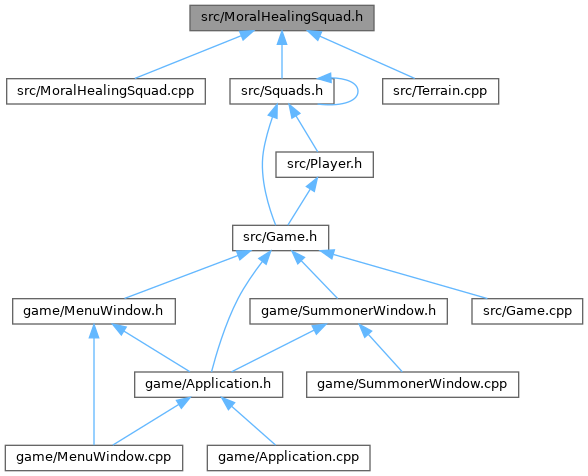 src/MoralHealingSquad.h
src/MoralHealingSquad.cpp
src/Squads.h
src/Terrain.cpp
src/Player.h
src/Game.h
game/MenuWindow.h
game/SummonerWindow.h
src/Game.cpp
game/Application.h
game/SummonerWindow.cpp
game/MenuWindow.cpp
game/Application.cpp